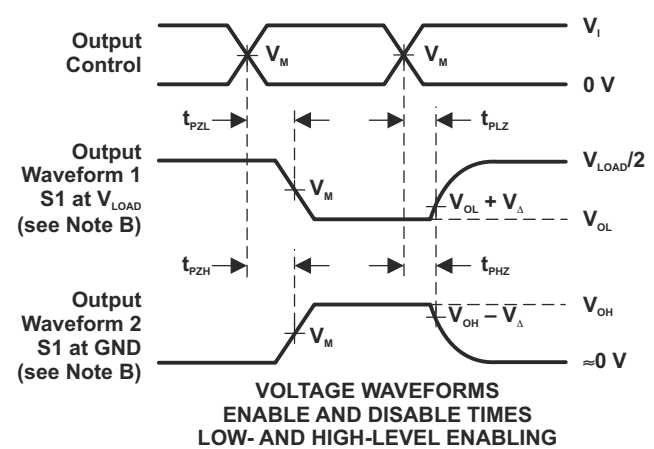 Output
Control
V_M
V_M
V_I
0 V
t_PZL
t_PLZ
Output
Waveform 1
S1 at V_LOAD
(see Note B)
V_M
V_OL + V_Δ
V_LOAD/2
V_OL
t_PZH
t_PHZ
Output
Waveform 2
S1 at GND
(see Note B)
V_M
V_OH – V_Δ
V_OH
≈0 V
VOLTAGE WAVEFORMS
ENABLE AND DISABLE TIMES
LOW- AND HIGH-LEVEL ENABLING